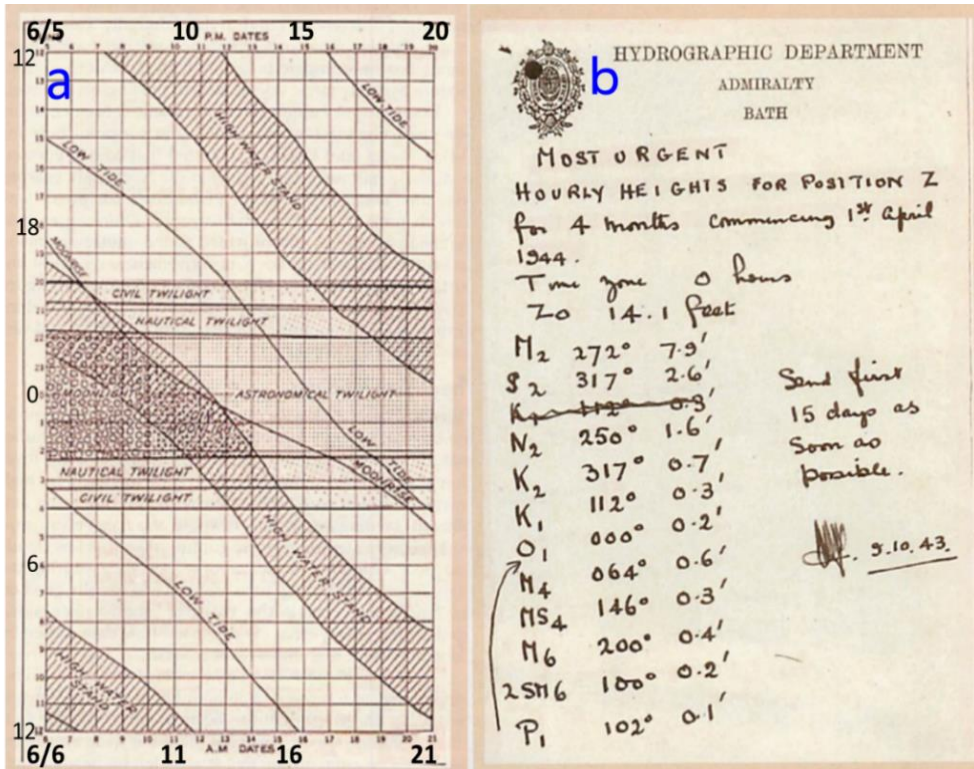 6/5 10 15 20
P.M. DATES
12
a
LOW TIDE
HIGH WATER STAND
LOW TIDE
18
MOONRISE
CIVIL TWILIGHT
NAUTICAL TWILIGHT
0
MOONLIGHT
ASTRONOMICAL TWILIGHT
LOW TIDE
MOONRISE
NAUTICAL TWILIGHT
CIVIL TWILIGHT
HIGH WATER STAND
6
LOW TIDE
HIGH WATER STAND
12
A.M. DATES
6/6 11 16 21
b
HYDROGRAPHIC DEPARTMENT
ADMIRALTY
BATH
MOST URGENT
HOURLY HEIGHTS FOR POSITION Z
for 4 months commencing 1st April
1944.
Time zone 0 hours
Z0 14.1 feet
M2 272° 7.9'
S2 317° 2.6'
K1 112° 0.3'
N2 250° 1.6'
K2 317° 0.7'
K1 112° 0.3'
O1 000° 0.2'
M4 064° 0.6'
MS4 146° 0.3'
M6 200° 0.4'
2SM6 100° 0.2'
P1 102° 0.1'
Send first
15 days as
soon as
possible.
9.10.43.